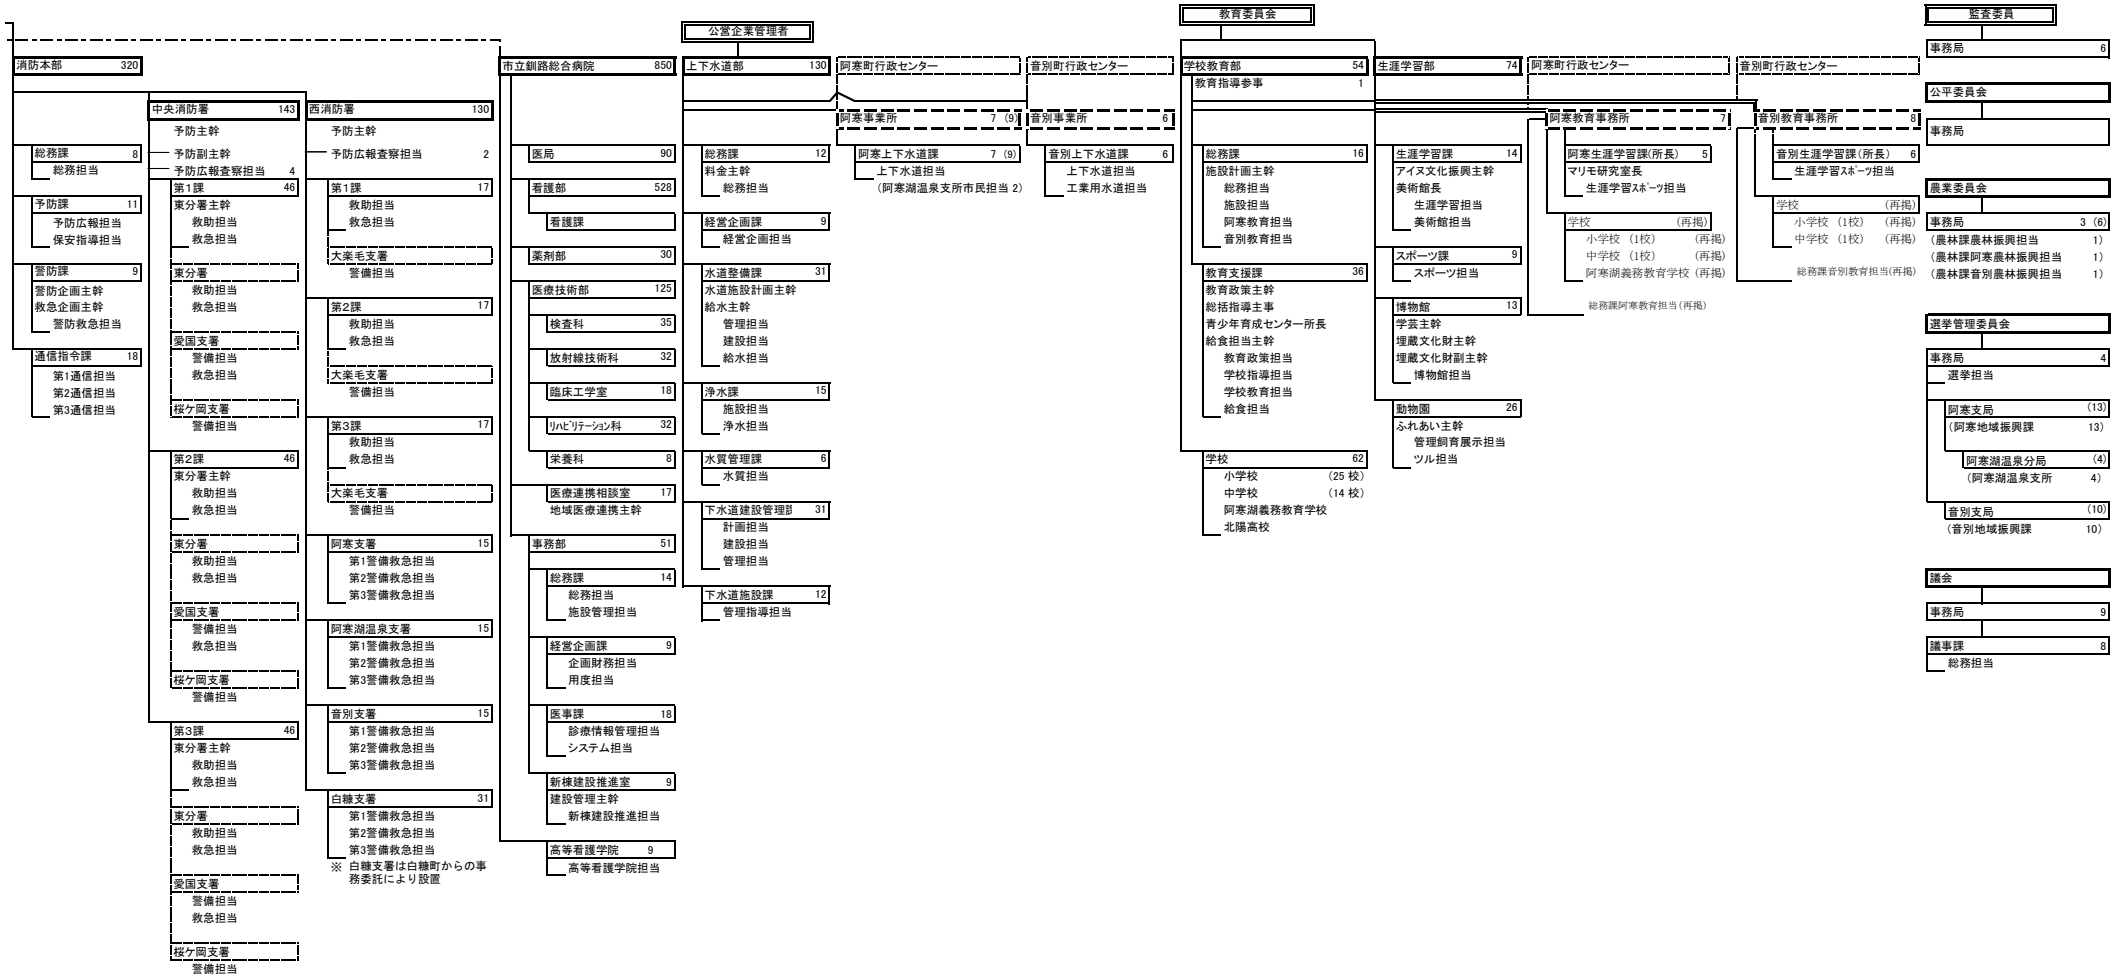 消防本部 320
総務課 8
総務担当
予防課 11
予防広報担当
保安指導担当
警防課 9
警防企画主幹
救急企画主幹
警防救急担当
通信指令課 18
第1通信担当
第2通信担当
第3通信担当
中央消防署 143
予防主幹
予防副主幹
予防広報査察担当 4
第1課 46
東分署主幹
救助担当
救急担当
東分署
救助担当
救急担当
愛国支署
警備担当
救急担当
桜ケ岡支署
警備担当
第2課 46
東分署主幹
救助担当
救急担当
東分署
救助担当
救急担当
愛国支署
警備担当
救急担当
桜ケ岡支署
警備担当
第3課 46
東分署主幹
救助担当
救急担当
東分署
救助担当
救急担当
愛国支署
警備担当
救急担当
桜ケ岡支署
警備担当
西消防署 130
予防主幹
予防広報査察担当 2
第1課 17
救助担当
救急担当
大楽毛支署
警備担当
第2課 17
救助担当
救急担当
大楽毛支署
警備担当
第3課 17
救助担当
救急担当
大楽毛支署
警備担当
阿寒支署 15
第1警備救急担当
第2警備救急担当
第3警備救急担当
阿寒湖温泉支署 15
第1警備救急担当
第2警備救急担当
第3警備救急担当
音別支署 15
第1警備救急担当
第2警備救急担当
第3警備救急担当
白糠支署 31
第1警備救急担当
第2警備救急担当
第3警備救急担当
※ 白糠支署は白糠町からの事
務委託により設置
市立釧路総合病院 850
医局 90
看護部 528
看護課
薬剤部 30
医療技術部 125
検査科 35
放射線技術科 32
臨床工学室 18
ﾘﾊﾋﾞﾘﾃｰｼｮﾝ科 32
栄養科 8
医療連携相談室 17
地域医療連携主幹
事務部 51
総務課 14
総務担当
施設管理担当
経営企画課 9
企画財務担当
用度担当
医事課 18
診療情報管理担当
システム担当
新棟建設推進室 9
建設管理主幹
新棟建設推進担当
高等看護学院 9
高等看護学院担当
公営企業管理者
上下水道部 130
総務課 12
料金主幹
総務担当
経営企画課 9
経営企画担当
水道整備課 31
水道施設計画主幹
給水主幹
管理担当
建設担当
給水担当
浄水課 15
施設担当
浄水担当
水質管理課 6
水質担当
下水道建設管理課 31
計画担当
建設担当
管理担当
下水道施設課 12
管理指導担当
阿寒町行政センター
阿寒事業所 7 (9)
阿寒上下水道課 7 (9)
上下水道担当
（阿寒湖温泉支所市民担当 2）
音別町行政センター
音別事業所 6
音別上下水道課 6
上下水道担当
工業用水道担当
教育委員会
学校教育部 54
教育指導参事 1
総務課 16
施設計画主幹
総務担当
施設担当
阿寒教育担当
音別教育担当
教育支援課 36
教育政策主幹
総括指導主事
青少年育成センター所長
給食担当主幹
教育政策担当
学校指導担当
学校教育担当
給食担当
学校 62
小学校 （25 校）
中学校 （14 校）
阿寒湖義務教育学校
北陽高校
生涯学習部 74
生涯学習課 14
アイヌ文化振興主幹
美術館長
生涯学習担当
美術館担当
スポーツ課 9
スポーツ担当
博物館 13
学芸主幹
埋蔵文化財主幹
埋蔵文化財副主幹
博物館担当
動物園 26
ふれあい主幹
管理飼育展示担当
ツル担当
阿寒町行政センター
阿寒教育事務所 7
阿寒生涯学習課(所長) 5
マリモ研究室長
生涯学習ｽﾎﾟｰﾂ担当
学校 (再掲)
小学校 (1校) (再掲)
中学校 (1校) (再掲)
阿寒湖義務教育学校 (再掲)
総務課阿寒教育担当(再掲)
音別町行政センター
音別教育事務所 8
音別生涯学習課(所長) 6
生涯学習ｽﾎﾟｰﾂ担当
学校 (再掲)
小学校 (1校) (再掲)
中学校 (1校) (再掲)
総務課音別教育担当(再掲)
監査委員
事務局 6
公平委員会
事務局
農業委員会
事務局 3 (6)
（農林課農林振興担当 1）
（農林課阿寒農林振興担当 1）
（農林課音別農林振興担当 1）
選挙管理委員会
事務局 4
選挙担当
阿寒支局 (13)
（阿寒地域振興課 13）
阿寒湖温泉分局 (4)
（阿寒湖温泉支所 4）
音別支局 (10)
（音別地域振興課 10）
議会
事務局 9
議事課 8
総務担当